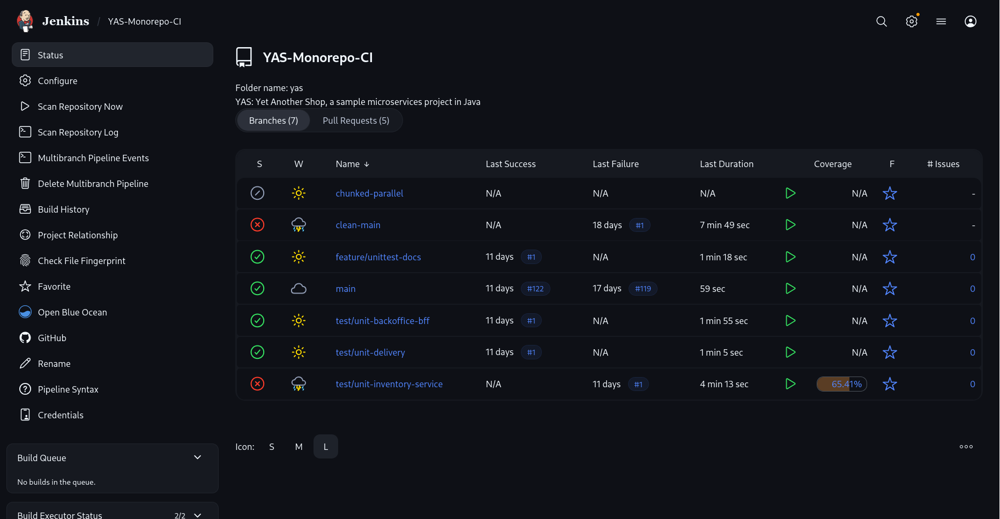 Jenkins / YAS-Monorepo-CI
Status
Configure
Scan Repository Now
Scan Repository Log
Multibranch Pipeline Events
Delete Multibranch Pipeline
Build History
Project Relationship
Check File Fingerprint
Favorite
Open Blue Ocean
GitHub
Rename
Pipeline Syntax
Credentials
Build Queue
No builds in the queue.
Build Executor Status 2/2
YAS-Monorepo-CI
Folder name: yas
YAS: Yet Another Shop, a sample microservices project in Java
Branches (7) Pull Requests (5)
S W Name ↓ Last Success Last Failure Last Duration Coverage F # Issues
chunked-parallel N/A N/A N/A N/A -
clean-main N/A 18 days #1 7 min 49 sec N/A -
feature/unittest-docs 11 days #1 N/A 1 min 18 sec N/A 0
main 11 days #122 17 days #119 59 sec N/A 0
test/unit-backoffice-bff 11 days #1 N/A 1 min 55 sec N/A 0
test/unit-delivery 11 days #1 N/A 1 min 5 sec N/A 0
test/unit-inventory-service N/A 11 days #1 4 min 13 sec 65.41% 0
Icon: S M L